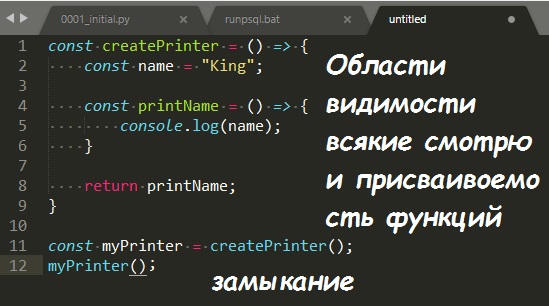 0001_initial.py
runpsql.bat
untitled
1 const createPrinter = () => {
2 const name = "King";
3
4 const printName = () => {
5 console.log(name);
6 }
7
8 return printName;
9 }
10
11 const myPrinter = createPrinter();
12 myPrinter();
Области
видимости
всякие смотрю
и присваивоемо
сть функций
замыкание